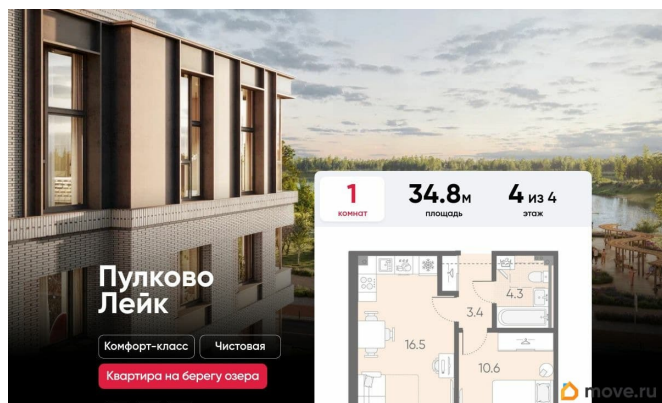 1
комнат
34.8м
площадь
4 из 4
этаж
Пулково
Лейк
Комфорт-класс
Чистовая
Квартира на берегу озера
4.3
3.4
16.5
10.6
move.ru